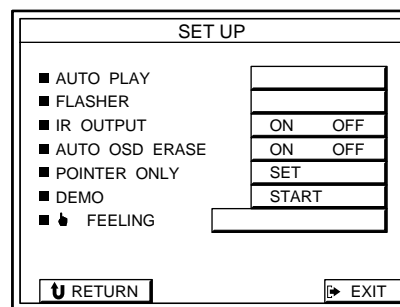 SET UP
AUTO PLAY
FLASHER
IR OUTPUT ON OFF
AUTO OSD ERASE ON OFF
POINTER ONLY SET
DEMO START
FEELING
RETURN EXIT